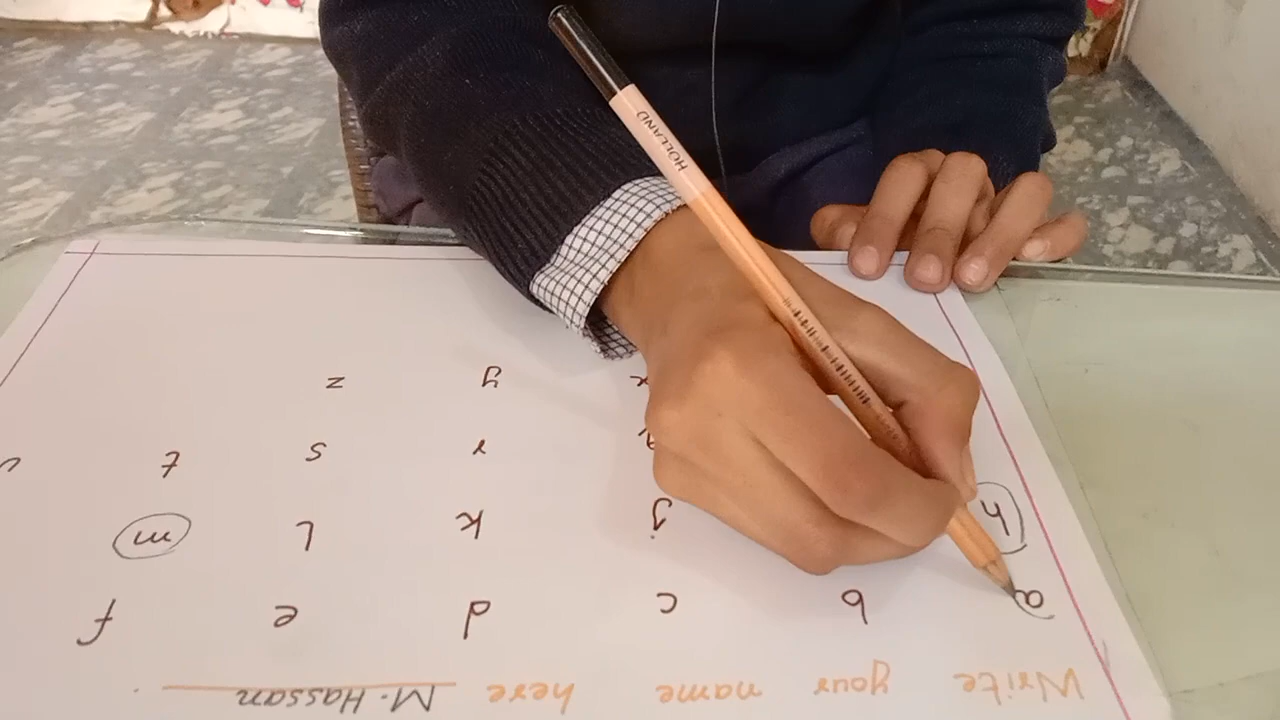 Write your name here M. Hassan.
a b c d e f
h j k l m
r s t u
x y z
HOLLAND